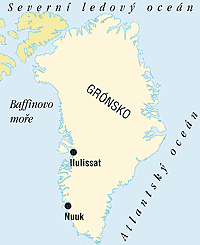 Severní ledový oceán
Baffinovo
moře
GRÓNSKO
Ilulissat
Nuuk
Atlantský oceán